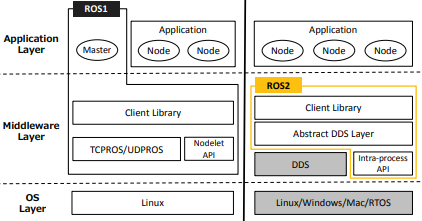 ROS1
Application
Layer
Master
Application
Node
Node
Application
Node
Node
Node
ROS2
Middleware
Layer
Client Library
TCPROS/UDPROS
Nodelet
API
Client Library
Abstract DDS Layer
DDS
Intra-process
API
OS
Layer
Linux
Linux/Windows/Mac/RTOS